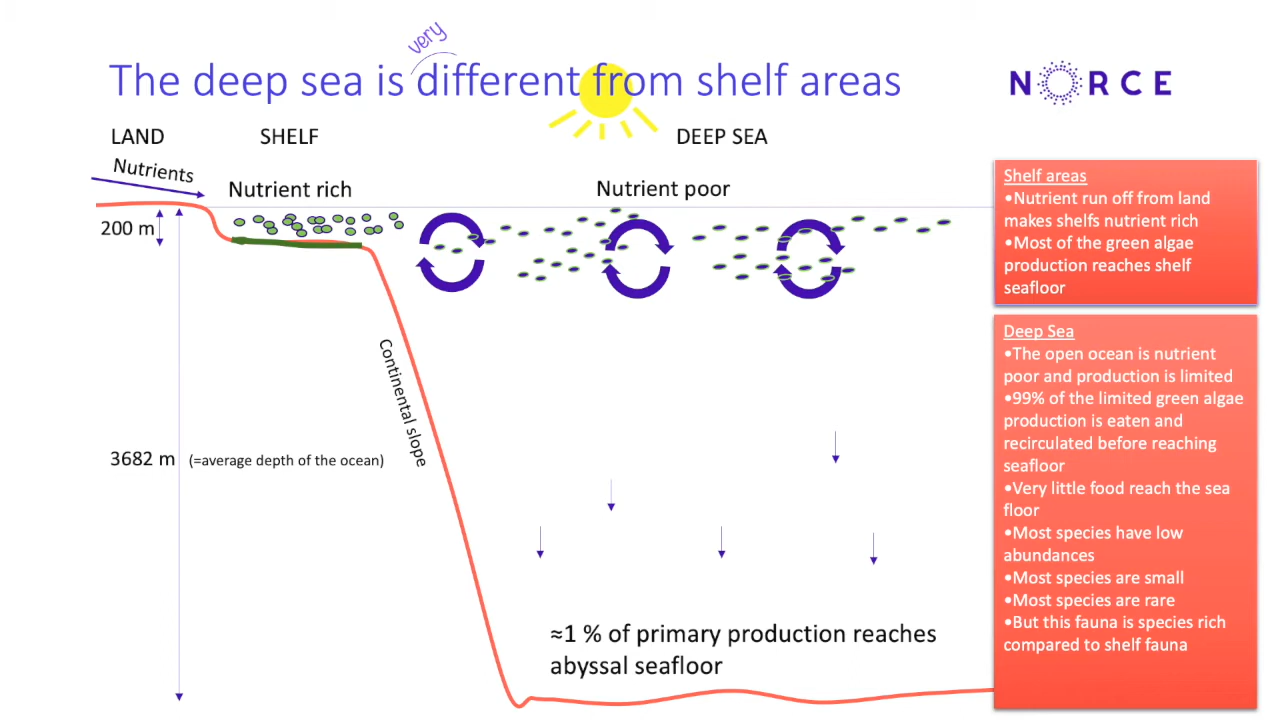 very
The deep sea is different from shelf areas
NORCE
LAND
SHELF
DEEP SEA
Nutrients
Nutrient rich
Nutrient poor
200 m
Continental slope
3682 m (=average depth of the ocean)
≈1 % of primary production reaches
abyssal seafloor
Shelf areas
•Nutrient run off from land
makes shelfs nutrient rich
•Most of the green algae
production reaches shelf
seafloor
Deep Sea
•The open ocean is nutrient
poor and production is limited
•99% of the limited green algae
production is eaten and
recirculated before reaching
seafloor
•Very little food reach the sea
floor
•Most species have low
abundances
•Most species are small
•Most species are rare
•But this fauna is species rich
compared to shelf fauna